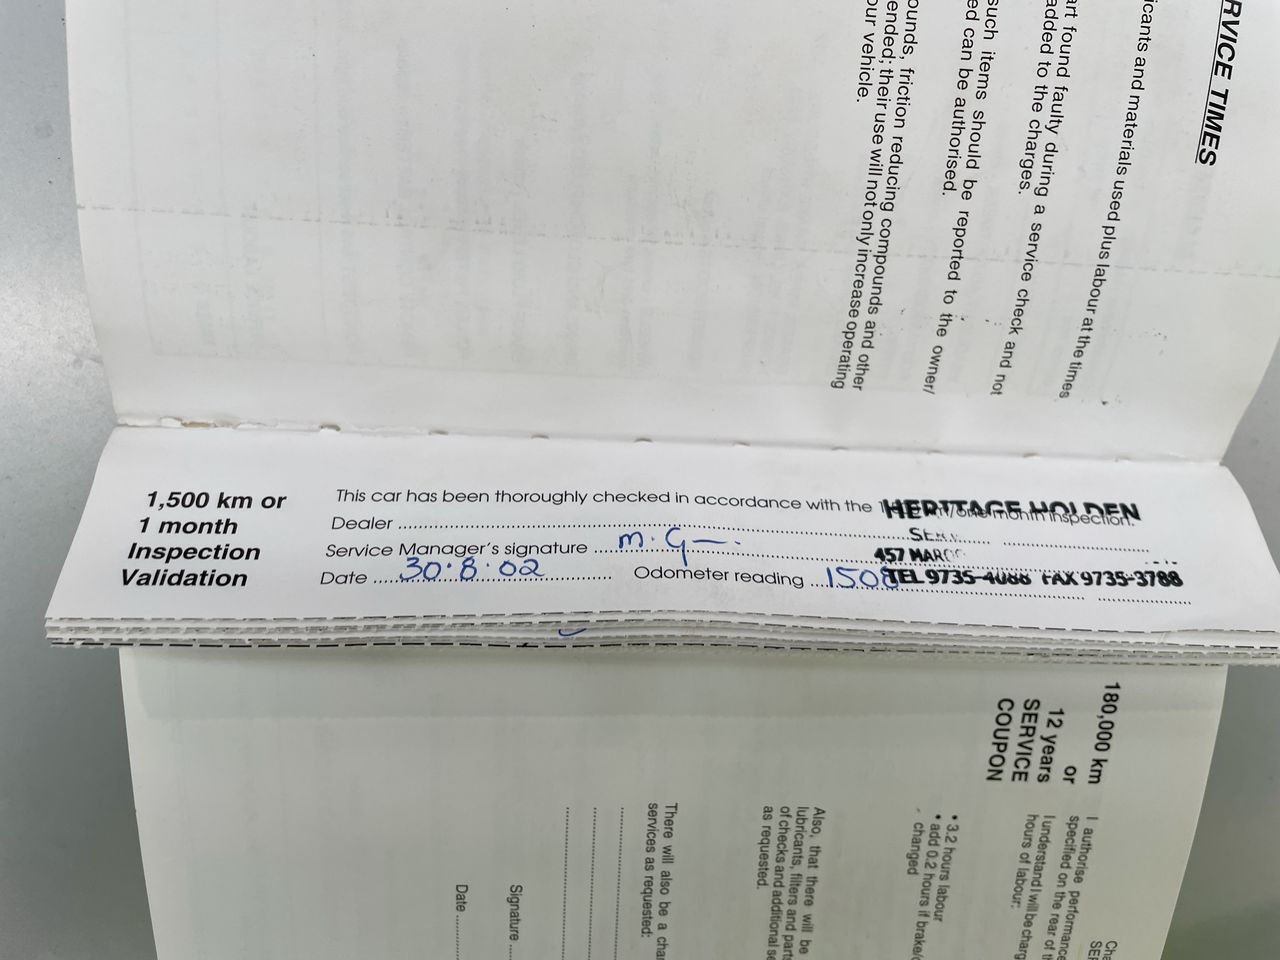 RVICE TIMES
icants and materials used plus labour at the times
art found faulty during a service check and not
added to the charges.
such items should be reported to the owner/
ed can be authorised.
ounds, friction reducing compounds and other
ended; their use will not only increase operating
our vehicle.
1,500 km or
1 month
Inspection
Validation
This car has been thoroughly checked in accordance with the 1 month inspection.
HERITAGE HOLDEN
Dealer
Service Manager's signature m. G
457 MARO
Date 30·8·02 Odometer reading 1508
TEL 9735-4088 FAX 9735-3788
180,000 km
or
12 years
SERVICE
COUPON
I authorise performance
specified on the rear of th
I understand I will be charg
hours of labour:
• 3.2 hours labour
• add 0.2 hours if brake/c
changed
Also, that there will be
lubricants, filters and parts
of checks and additional se
as requested.
There will also be a char
services as requested:
Signature
Date
Cha
SE